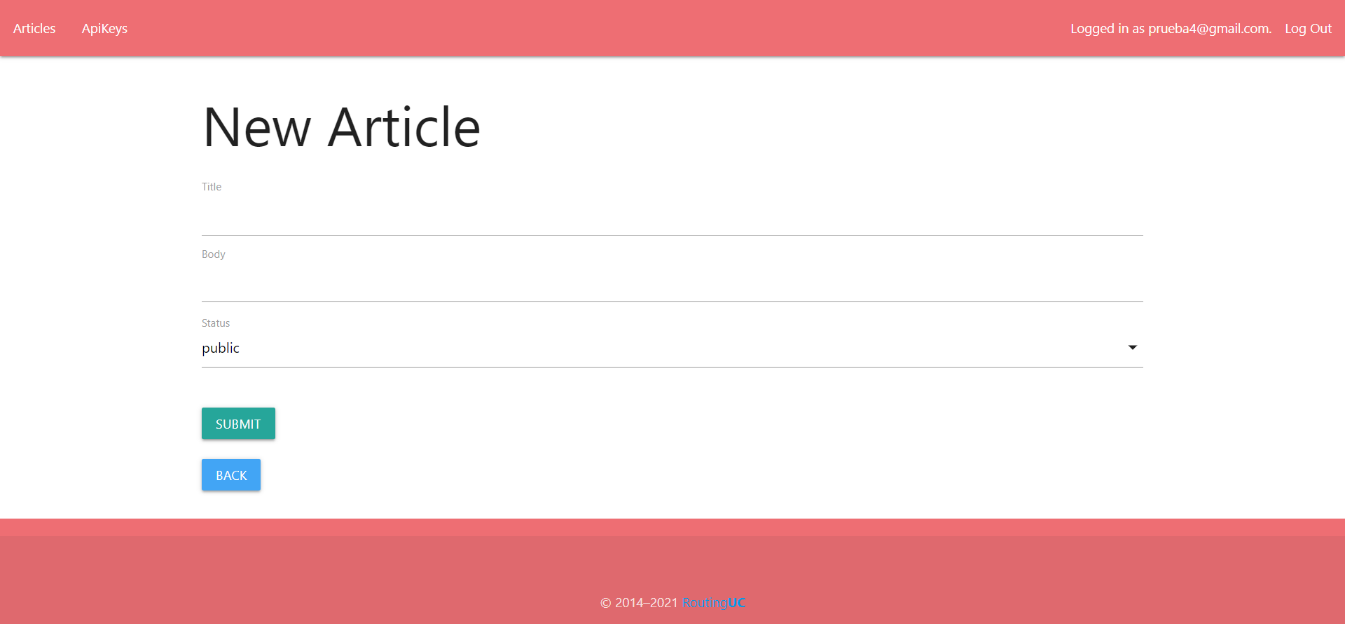 Articles ApiKeys Logged in as prueba4@gmail.com. Log Out
New Article
Title
Body
Status
public
SUBMIT
BACK
© 2014–2021 RoutingUC